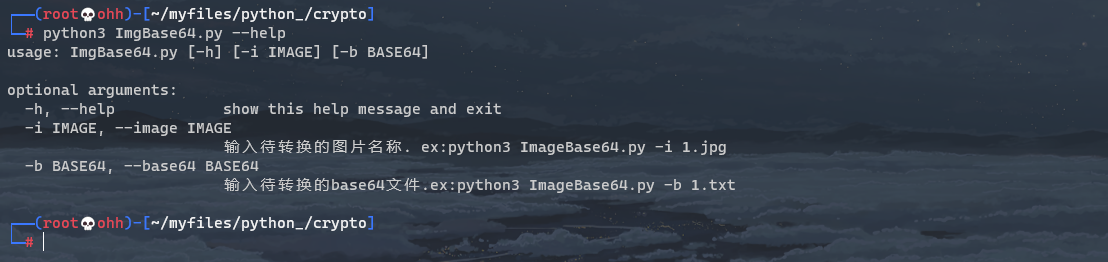 ┌──(root💀ohh)-[~/myfiles/python_/crypto]
└─# python3 ImgBase64.py --help
usage: ImgBase64.py [-h] [-i IMAGE] [-b BASE64]
optional arguments:
  -h, --help            show this help message and exit
  -i IMAGE, --image IMAGE
                        输入待转换的图片名称. ex:python3 ImageBase64.py -i 1.jpg
  -b BASE64, --base64 BASE64
                        输入待转换的base64文件.ex:python3 ImageBase64.py -b 1.txt
┌──(root💀ohh)-[~/myfiles/python_/crypto]
└─#